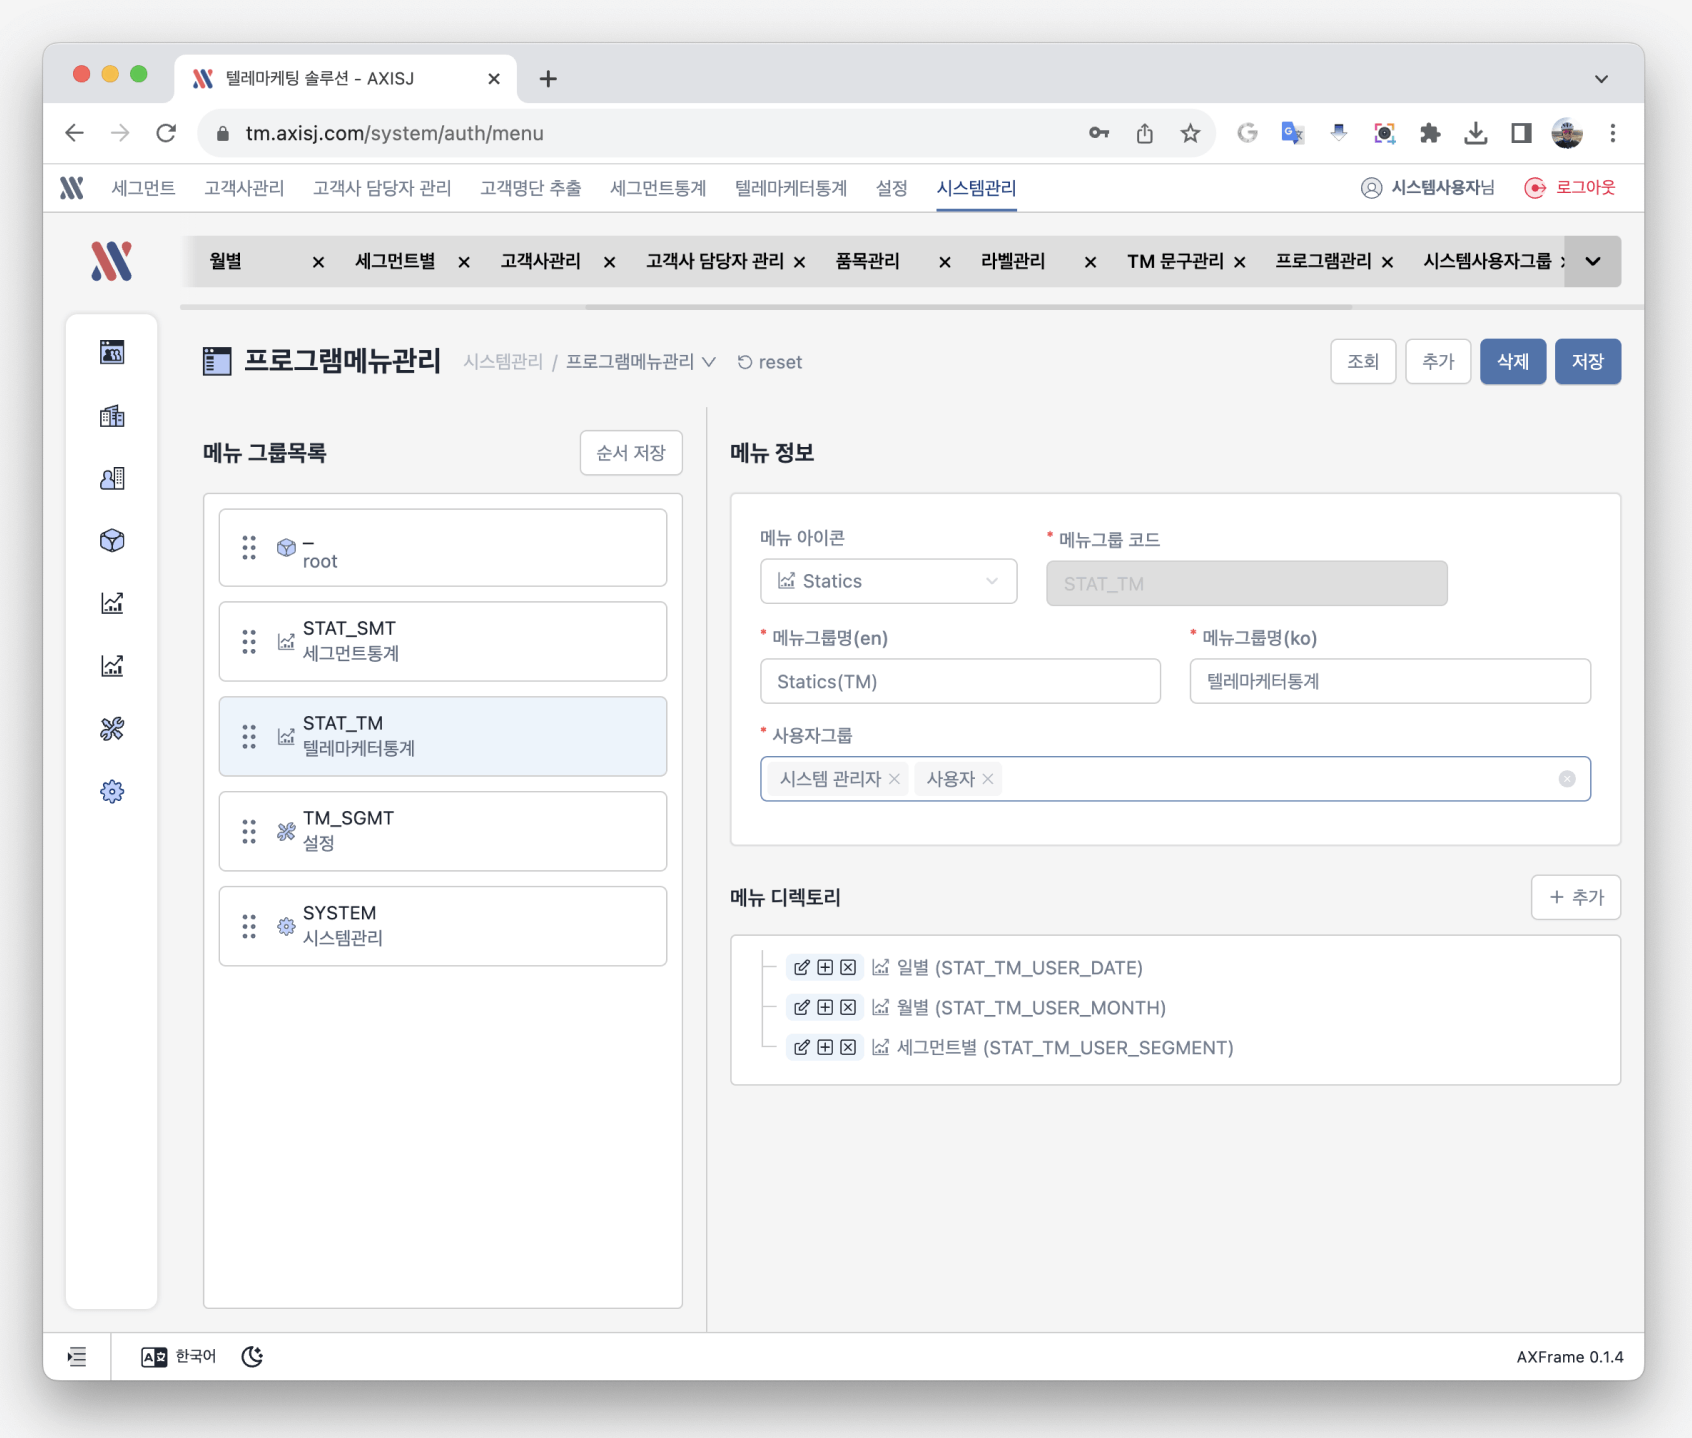 텔레마케팅 솔루션 - AXISJ
tm.axisj.com/system/auth/menu
세그먼트 고객사관리 고객사 담당자 관리 고객명단 추출 세그먼트통계 텔레마케터통계 설정 시스템관리 시스템사용자님 로그아웃
월별 세그먼트별 고객사관리 고객사 담당자 관리 품목관리 라벨관리 TM 문구관리 프로그램관리 시스템사용자그룹
프로그램메뉴관리 시스템관리 / 프로그램메뉴관리 reset 조회 추가 삭제 저장
메뉴 그룹목록 순서 저장
_
root
STAT_SMT
세그먼트통계
STAT_TM
텔레마케터통계
TM_SGMT
설정
SYSTEM
시스템관리
메뉴 정보
메뉴 아이콘 * 메뉴그룹 코드
Statics STAT_TM
* 메뉴그룹명(en) * 메뉴그룹명(ko)
Statics(TM) 텔레마케터통계
* 사용자그룹
시스템 관리자 사용자
메뉴 디렉토리 + 추가
일별 (STAT_TM_USER_DATE)
월별 (STAT_TM_USER_MONTH)
세그먼트별 (STAT_TM_USER_SEGMENT)
한국어 AXFrame 0.1.4